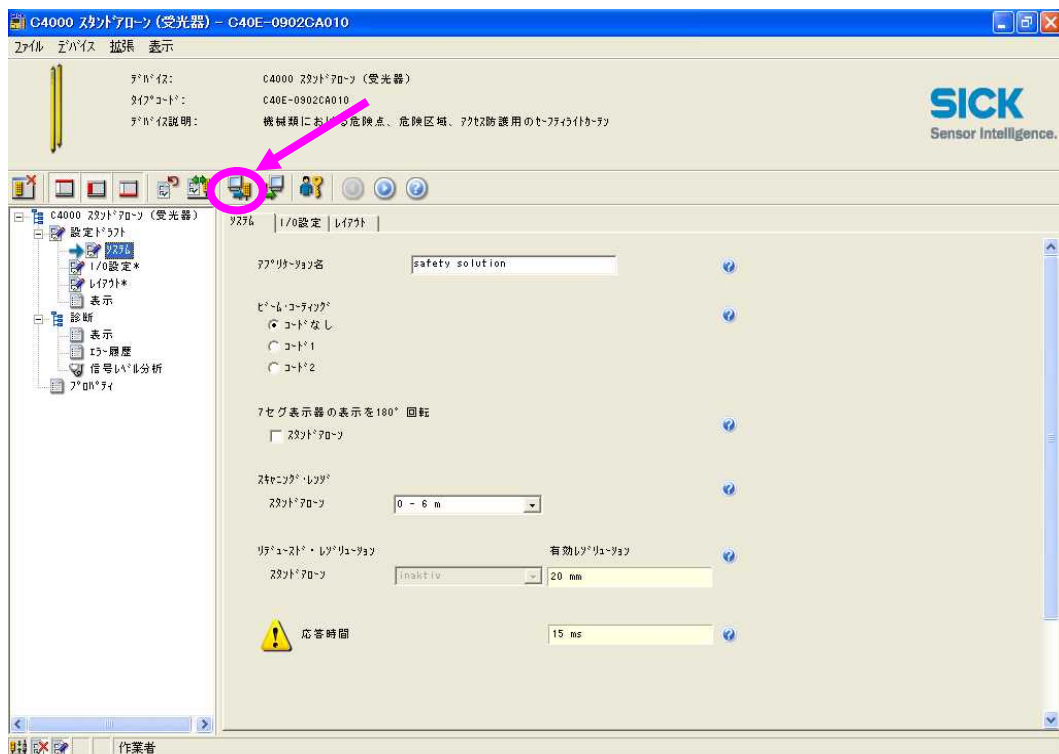 C4000 ｽﾀﾝﾄﾞｱﾛｰﾝ (受光器) - C40E-0902CA010
ﾌｧｲﾙ ﾃﾞﾊﾞｲｽ 拡張 表示
ﾃﾞﾊﾞｲｽ: C4000 ｽﾀﾝﾄﾞｱﾛｰﾝ (受光器)
ﾀｲﾌﾟｺｰﾄﾞ: C40E-0902CA010
ﾃﾞﾊﾞｲｽ説明: 機械類における危険点、危険区域、ｱｸｾｽ防護用のｾｰﾌﾃｨﾗｲﾄｶｰﾃﾝ
SICK
Sensor Intelligence.
C4000 ｽﾀﾝﾄﾞｱﾛｰﾝ (受光器)
設定ﾄﾞﾗﾌﾄ
ｼｽﾃﾑ
I/O設定*
ﾚｲｱｳﾄ*
表示
診断
表示
ｴﾗｰ履歴
信号ﾚﾍﾞﾙ分析
ﾌﾟﾛﾊﾟﾃｨ
ｼｽﾃﾑ I/O設定 ﾚｲｱｳﾄ
ｱﾌﾟﾘｹｰｼｮﾝ名 safety solution
ﾋﾞｰﾑ･ｺｰﾃｨﾝｸﾞ
ｺｰﾄﾞなし
ｺｰﾄﾞ1
ｺｰﾄﾞ2
7セグ表示器の表示を180° 回転
ｽﾀﾝﾄﾞｱﾛｰﾝ
ｽｷｬﾆﾝｸﾞ･ﾚﾝｼﾞ
ｽﾀﾝﾄﾞｱﾛｰﾝ 0 - 6 m
ﾘﾃﾞｭｰｽﾄﾞ･ﾚｿﾞﾘｭｰｼｮﾝ 有効ﾚｿﾞﾘｭｰｼｮﾝ
ｽﾀﾝﾄﾞｱﾛｰﾝ inaktiv 20 mm
応答時間 15 ms
作業者